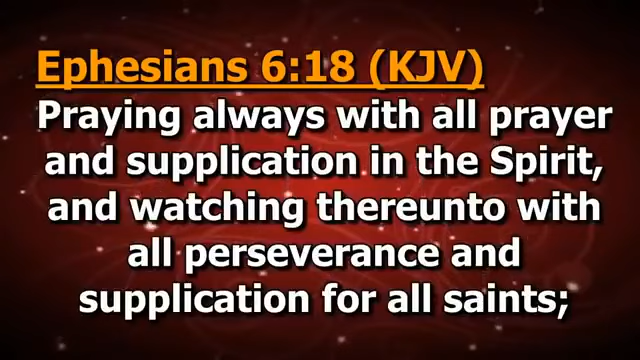 Ephesians 6:18 (KJV)
Praying always with all prayer
and supplication in the Spirit,
and watching thereunto with
all perseverance and
supplication for all saints;